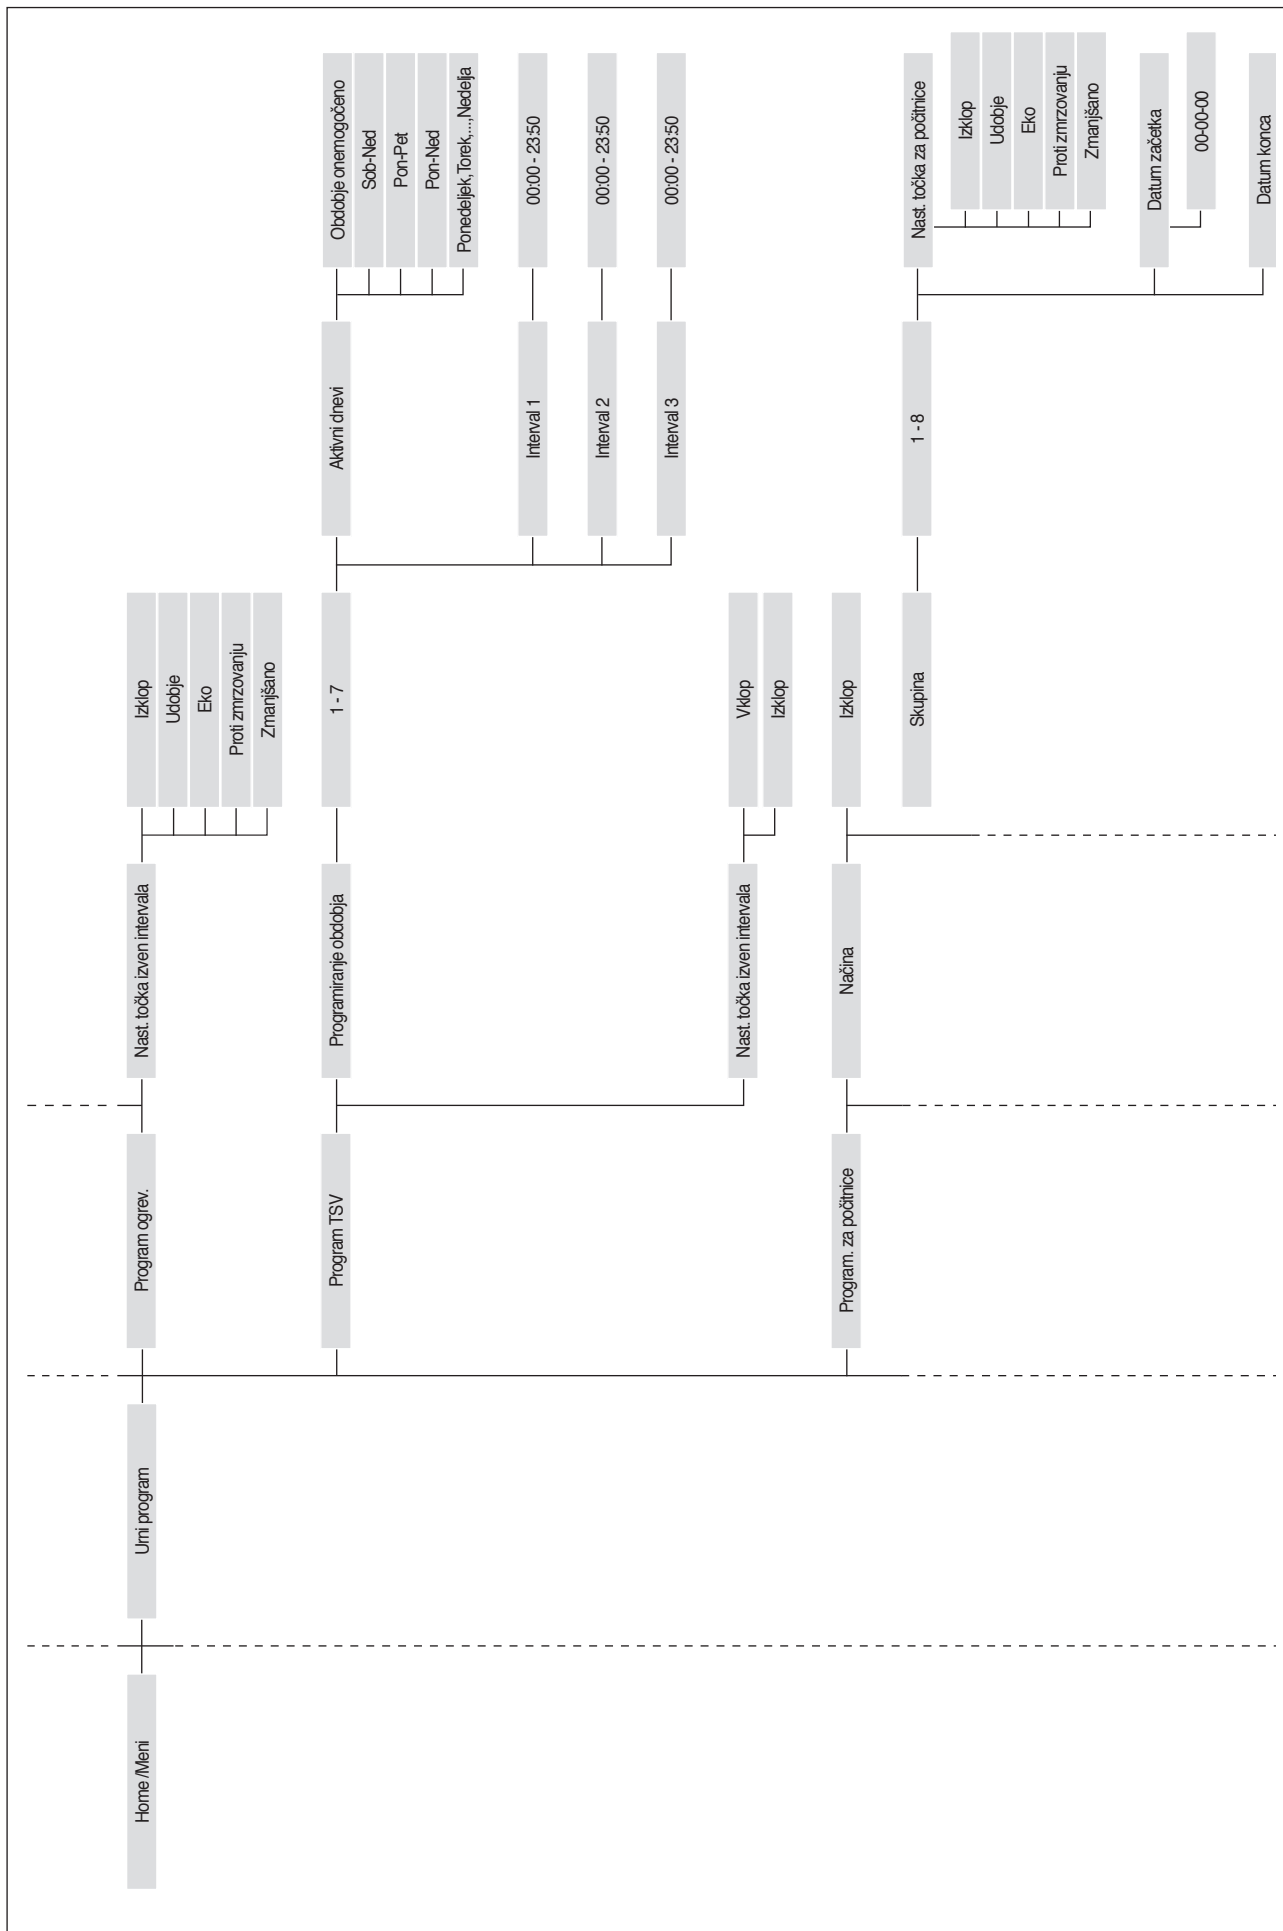 Home /Meni
Urni program
Program ogrev.
Nast. točka izven intervala
Izklop
Udobje
Eko
Proti zmrzovanju
Zmanjšano
Program TSV
Programiranje obdobja
1 - 7
Aktivni dnevi
Obdobje onemogočeno
Sob-Ned
Pon-Pet
Pon-Ned
Ponedeljek,Torek,...,Nedelja
Interval 1
00:00 - 23:50
Interval 2
00:00 - 23:50
Interval 3
00:00 - 23:50
Nast. točka izven intervala
Vklop
Izklop
Program. za počitnice
Načina
Izklop
Skupina
1 - 8
Nast. točka za počitnice
Izklop
Udobje
Eko
Proti zmrzovanju
Zmanjšano
Datum začetka
00-00-00
Datum konca